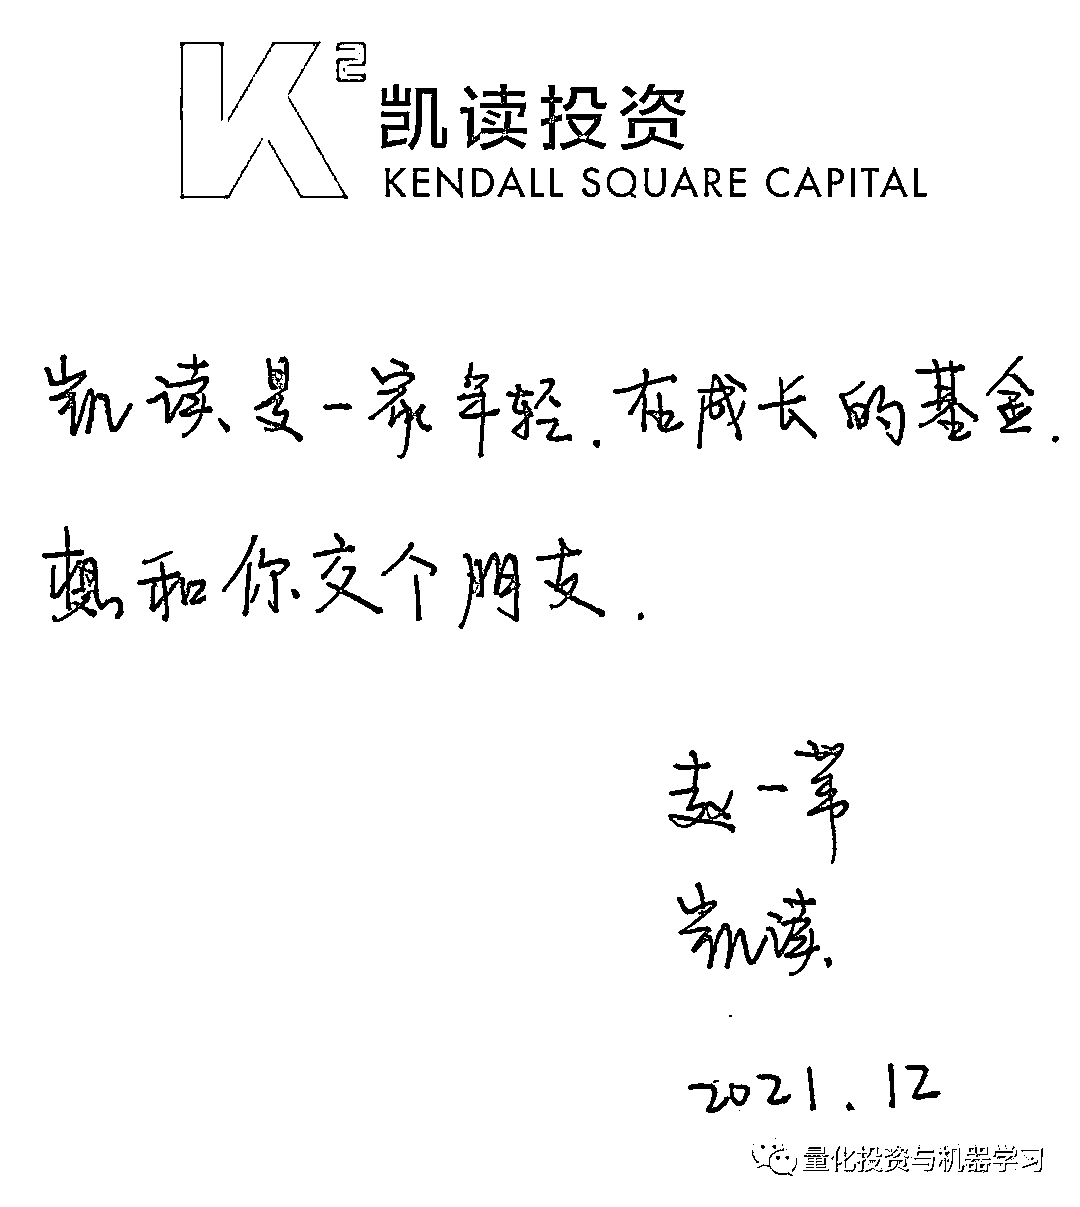 K²
凯读投资
KENDALL SQUARE CAPITAL
凯读是一家年轻.在成长的基金.
想和你交个朋友.
赵一苇
凯读.
2021.12
量化投资与机器学习